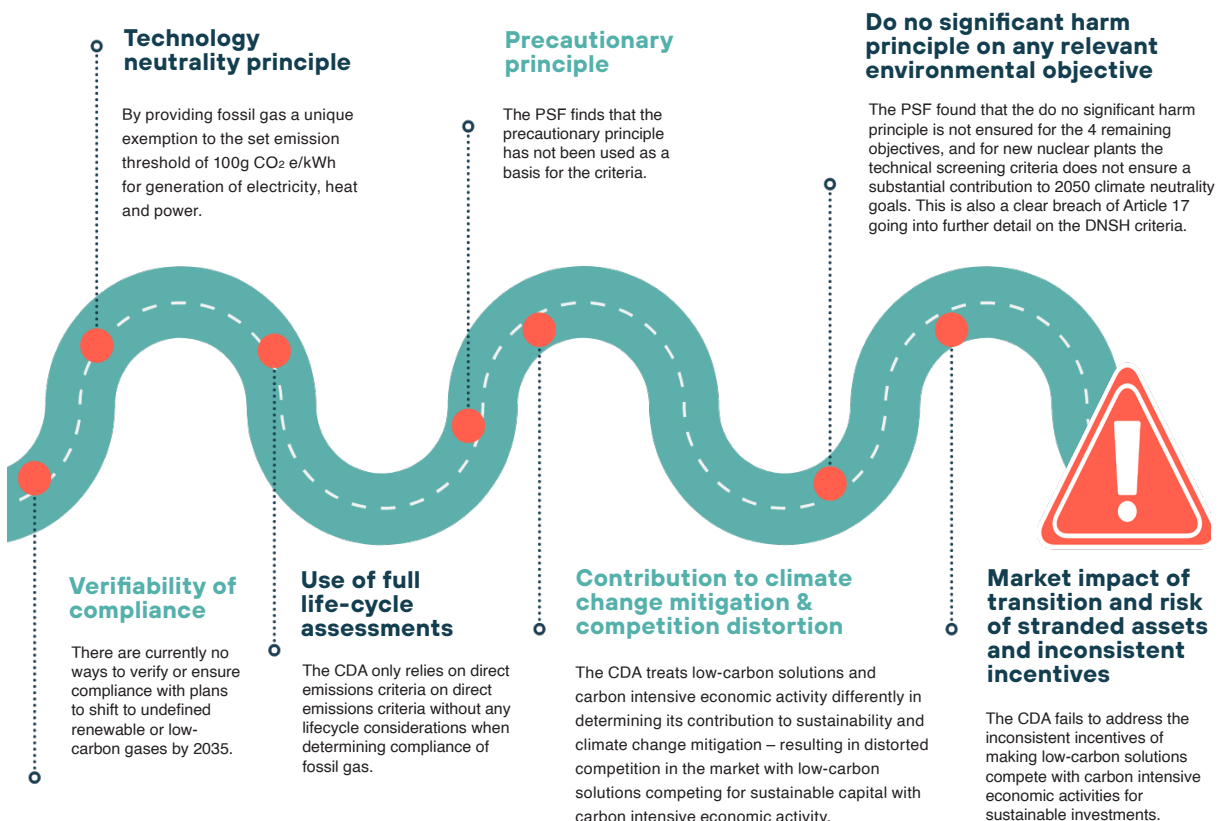 Technology
neutrality principle
By providing fossil gas a unique
exemption to the set emission
threshold of 100g CO₂ e/kWh
for generation of electricity, heat
and power.
Precautionary
principle
The PSF finds that the
precautionary principle
has not been used as a
basis for the criteria.
Do no significant harm
principle on any relevant
environmental objective
The PSF found that the do no significant harm
principle is not ensured for the 4 remaining
objectives, and for new nuclear plants the
technical screening criteria does not ensure a
substantial contribution to 2050 climate neutrality
goals. This is also a clear breach of Article 17
going into further detail on the DNSH criteria.
Verifiability of
compliance
There are currently no
ways to verify or ensure
compliance with plans
to shift to undefined
renewable or low-
carbon gases by 2035.
Use of full
life-cycle
assessments
The CDA only relies on direct
emissions criteria on direct
emissions criteria without any
lifecycle considerations when
determining compliance of
fossil gas.
Contribution to climate
change mitigation &
competition distortion
The CDA treats low-carbon solutions and
carbon intensive economic activity differently in
determining its contribution to sustainability and
climate change mitigation – resulting in distorted
competition in the market with low-carbon
solutions competing for sustainable capital with
carbon intensive economic activity.
Market impact of
transition and risk
of stranded assets
and inconsistent
incentives
The CDA fails to address the
inconsistent incentives of
making low-carbon solutions
compete with carbon intensive
economic activities for
sustainable investments.